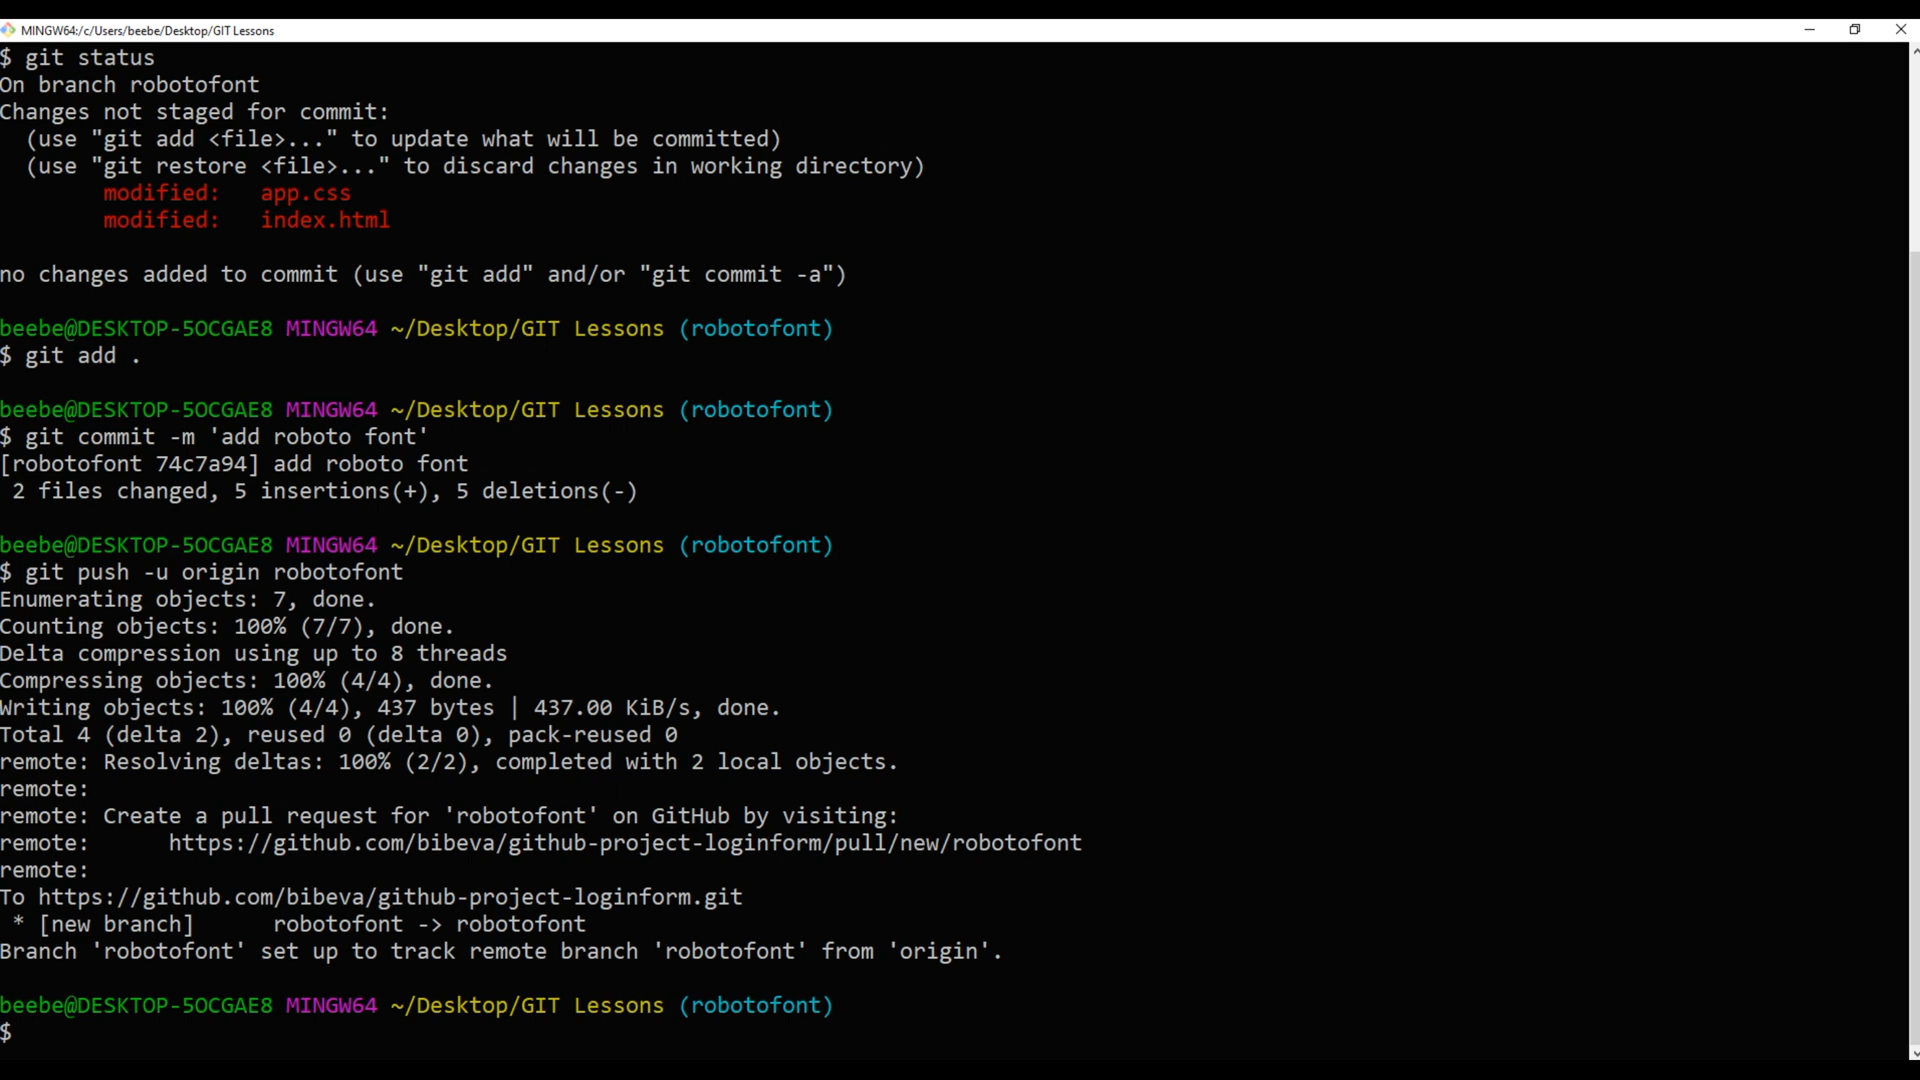 MINGW64:/c/Users/beebe/Desktop/GIT Lessons
$ git status
On branch robotofont
Changes not staged for commit:
  (use "git add <file>..." to update what will be committed)
  (use "git restore <file>..." to discard changes in working directory)
        modified:   app.css
        modified:   index.html

no changes added to commit (use "git add" and/or "git commit -a")

beebe@DESKTOP-5OCGAE8 MINGW64 ~/Desktop/GIT Lessons (robotofont)
$ git add .

beebe@DESKTOP-5OCGAE8 MINGW64 ~/Desktop/GIT Lessons (robotofont)
$ git commit -m 'add roboto font'
[robotofont 74c7a94] add roboto font
 2 files changed, 5 insertions(+), 5 deletions(-)

beebe@DESKTOP-5OCGAE8 MINGW64 ~/Desktop/GIT Lessons (robotofont)
$ git push -u origin robotofont
Enumerating objects: 7, done.
Counting objects: 100% (7/7), done.
Delta compression using up to 8 threads
Compressing objects: 100% (4/4), done.
Writing objects: 100% (4/4), 437 bytes | 437.00 KiB/s, done.
Total 4 (delta 2), reused 0 (delta 0), pack-reused 0
remote: Resolving deltas: 100% (2/2), completed with 2 local objects.
remote:
remote: Create a pull request for 'robotofont' on GitHub by visiting:
remote:      https://github.com/bibeva/github-project-loginform/pull/new/robotofont
remote:
To https://github.com/bibeva/github-project-loginform.git
 * [new branch]      robotofont -> robotofont
Branch 'robotofont' set up to track remote branch 'robotofont' from 'origin'.

beebe@DESKTOP-5OCGAE8 MINGW64 ~/Desktop/GIT Lessons (robotofont)
$